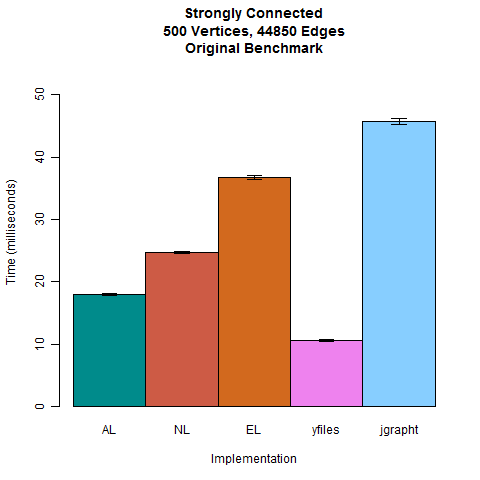 Strongly Connected
500 Vertices, 44850 Edges
Original Benchmark
50
40
30
20
10
0
Time (milliseconds)
AL NL EL yfiles jgrapht
Implementation